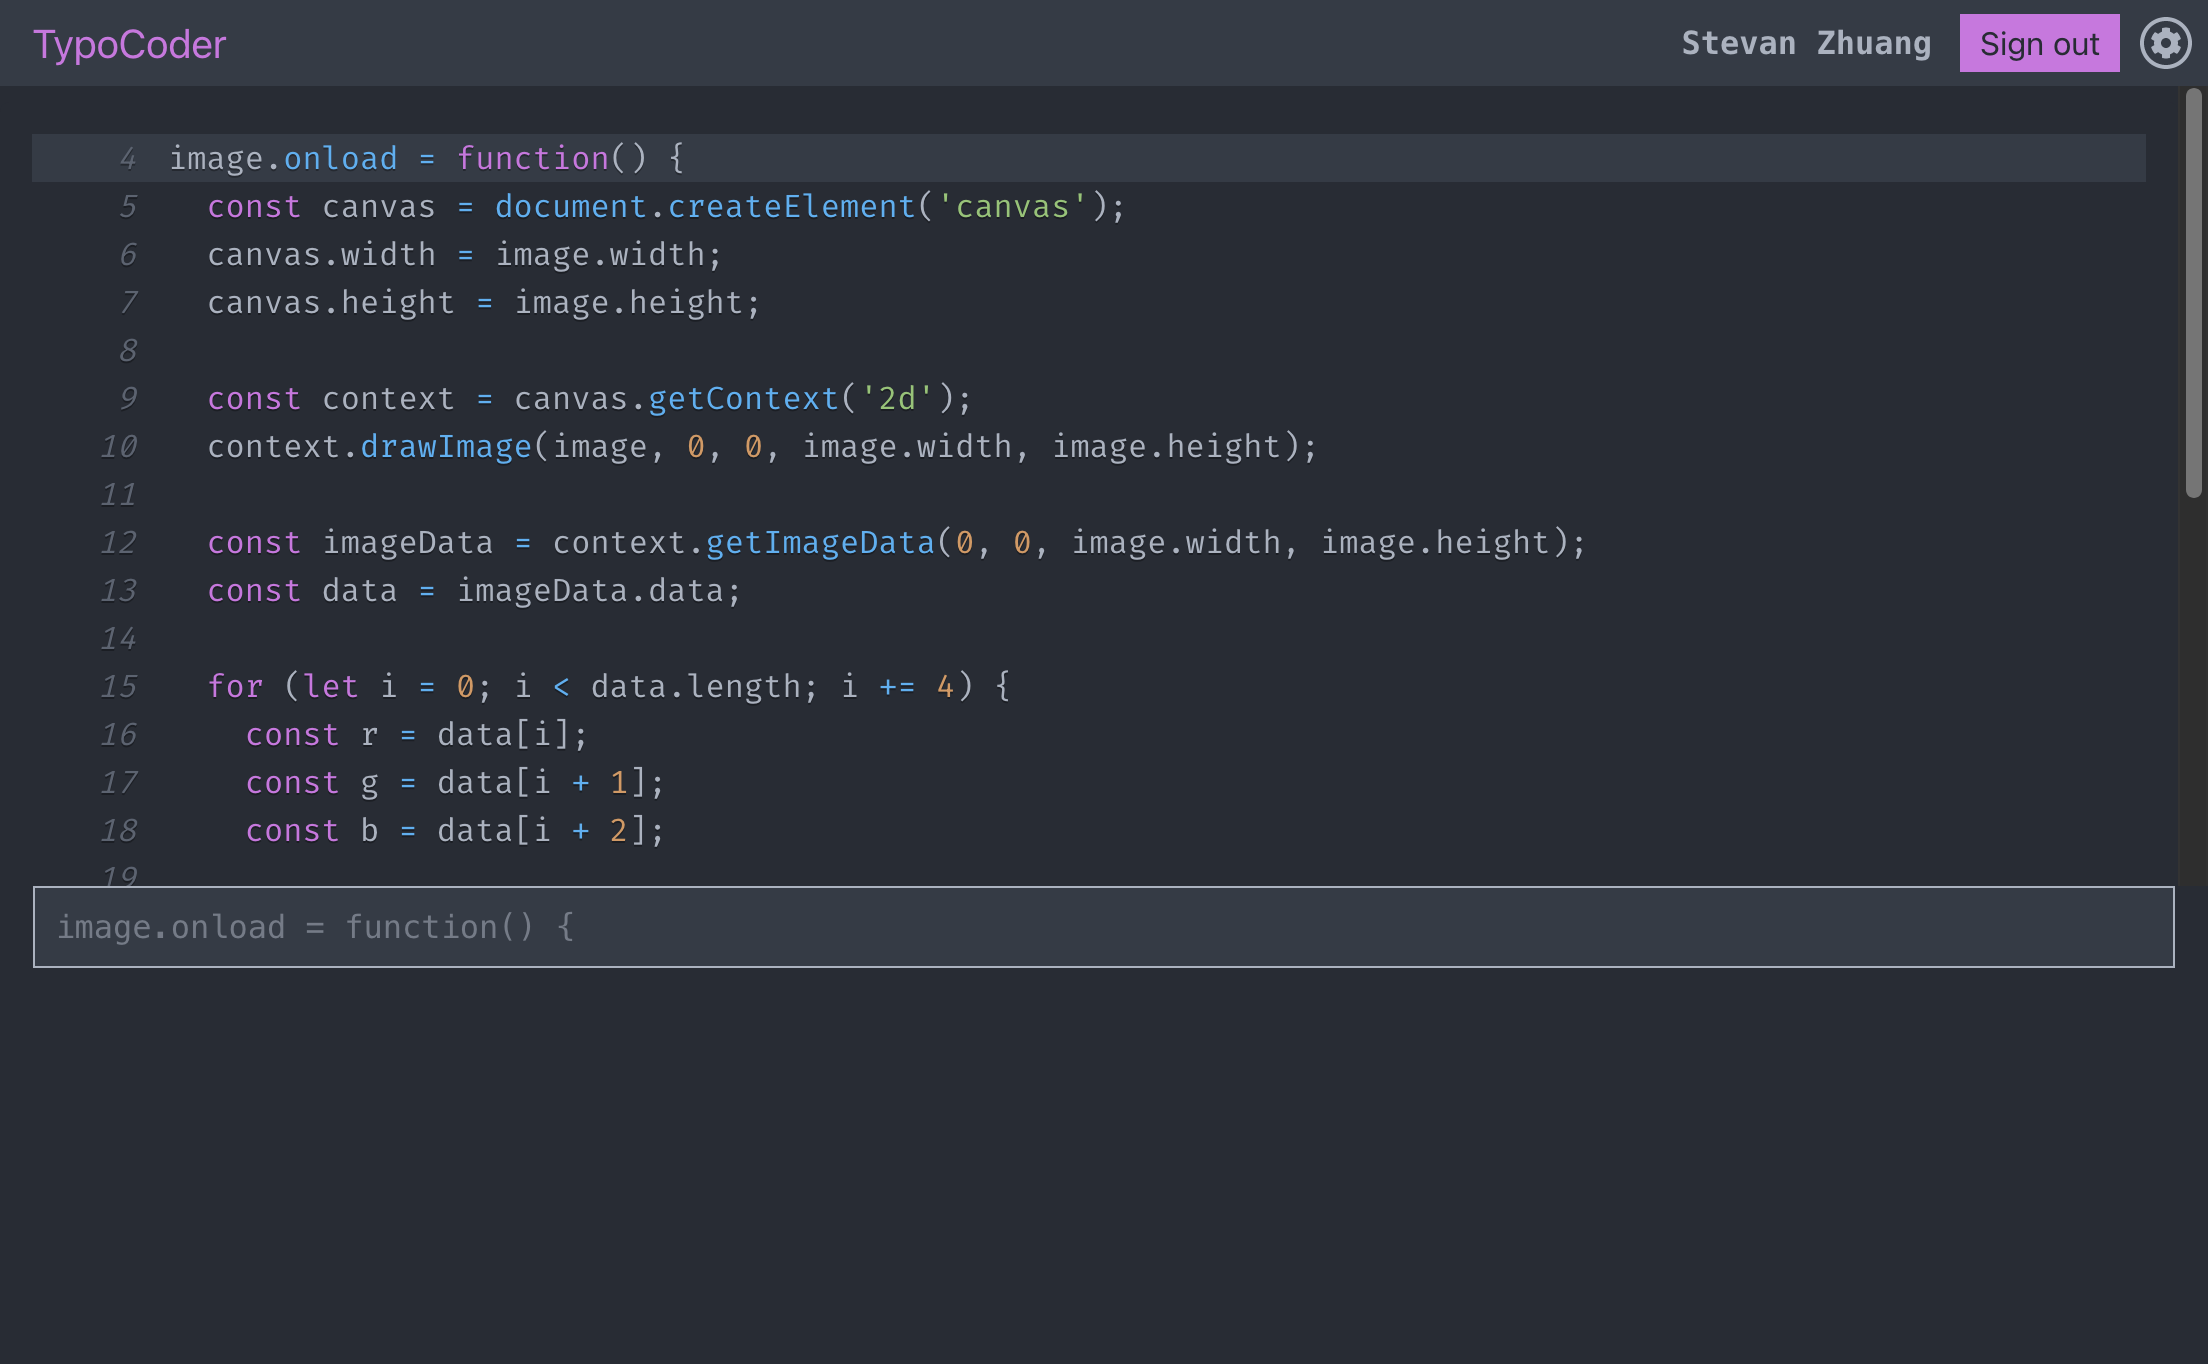 TypoCoder
Stevan Zhuang
Sign out
4 image.onload = function() {
5   const canvas = document.createElement('canvas');
6   canvas.width = image.width;
7   canvas.height = image.height;
8
9   const context = canvas.getContext('2d');
10   context.drawImage(image, 0, 0, image.width, image.height);
11
12   const imageData = context.getImageData(0, 0, image.width, image.height);
13   const data = imageData.data;
14
15   for (let i = 0; i < data.length; i += 4) {
16     const r = data[i];
17     const g = data[i + 1];
18     const b = data[i + 2];
19
image.onload = function() {